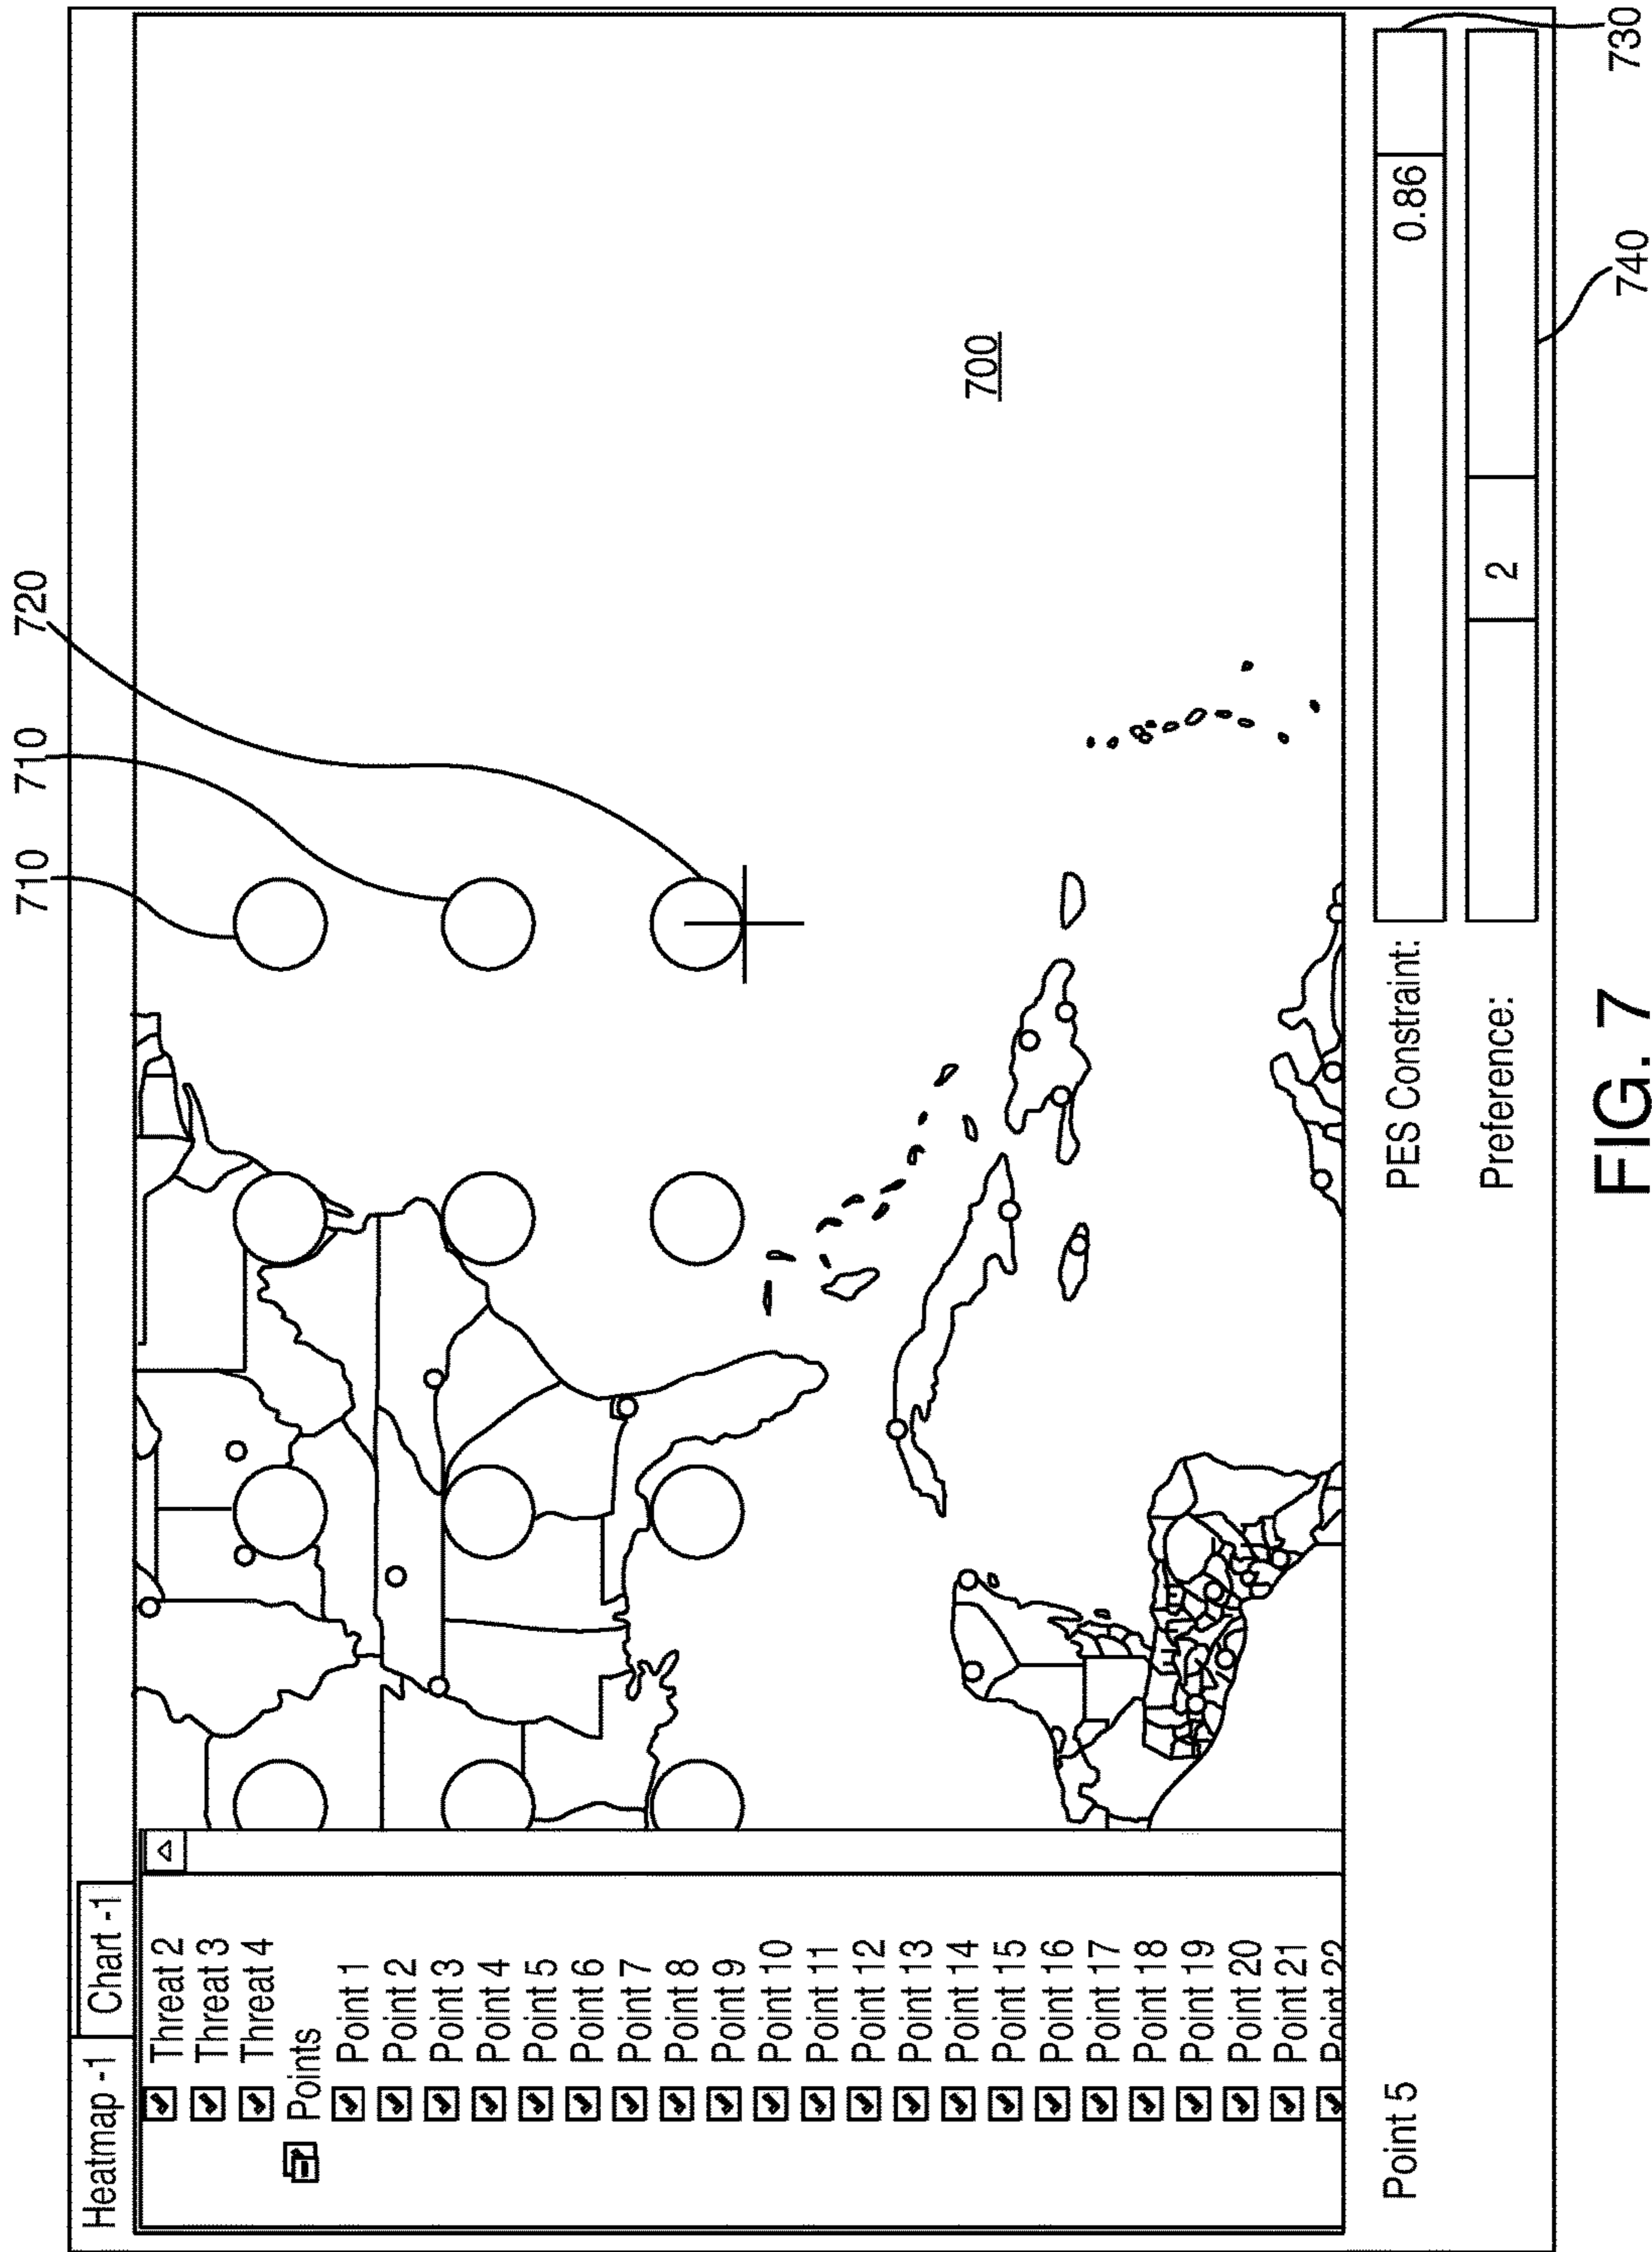 710
710
720
Heatmap -1
Chart -1
Threat 2
Threat 3
Threat 4
Points
Point 1
Point 2
Point 3
Point 4
Point 5
Point 6
Point 7
Point 8
Point 9
Point 10
Point 11
Point 12
Point 13
Point 14
Point 15
Point 16
Point 17
Point 18
Point 19
Point 20
Point 21
Point 22
700
Point 5
PES Constraint:
0.86
Preference:
2
730
740
FIG. 7